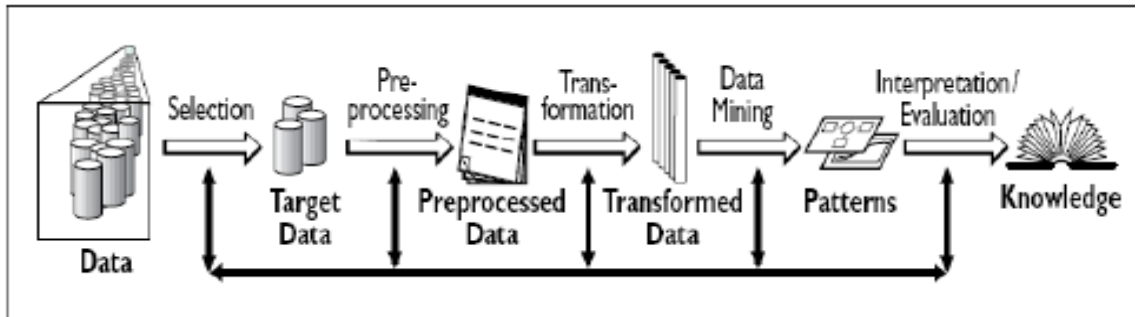 Selection
Pre-
processing
Trans-
formation
Data
Mining
Interpretation/
Evaluation
Data
Target
Data
Preprocessed
Data
Transformed
Data
Patterns
Knowledge